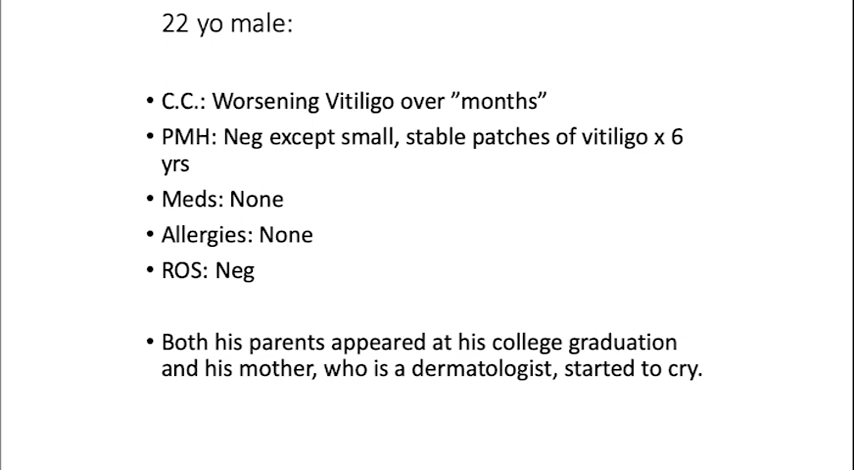 22 yo male:
• C.C.: Worsening Vitiligo over ”months”
• PMH: Neg except small, stable patches of vitiligo x 6
yrs
• Meds: None
• Allergies: None
• ROS: Neg
• Both his parents appeared at his college graduation
and his mother, who is a dermatologist, started to cry.